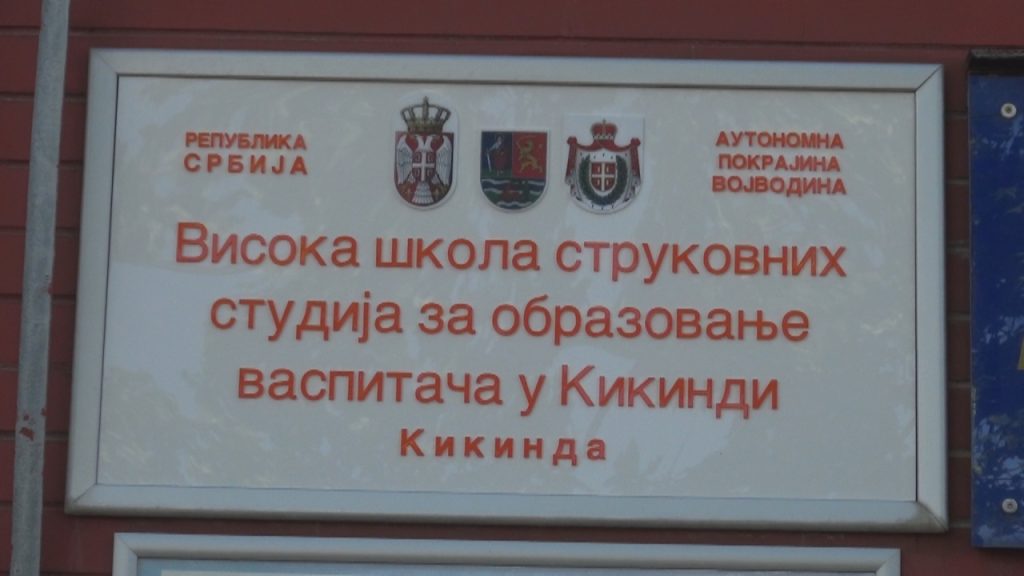 РЕПУБЛИКА
СРБИЈА
АУТОНОМНА
ПОКРАЈИНА
ВОЈВОДИНА
Висока школа струковних
студија за образовање
васпитача у Кикинди
Кикинда